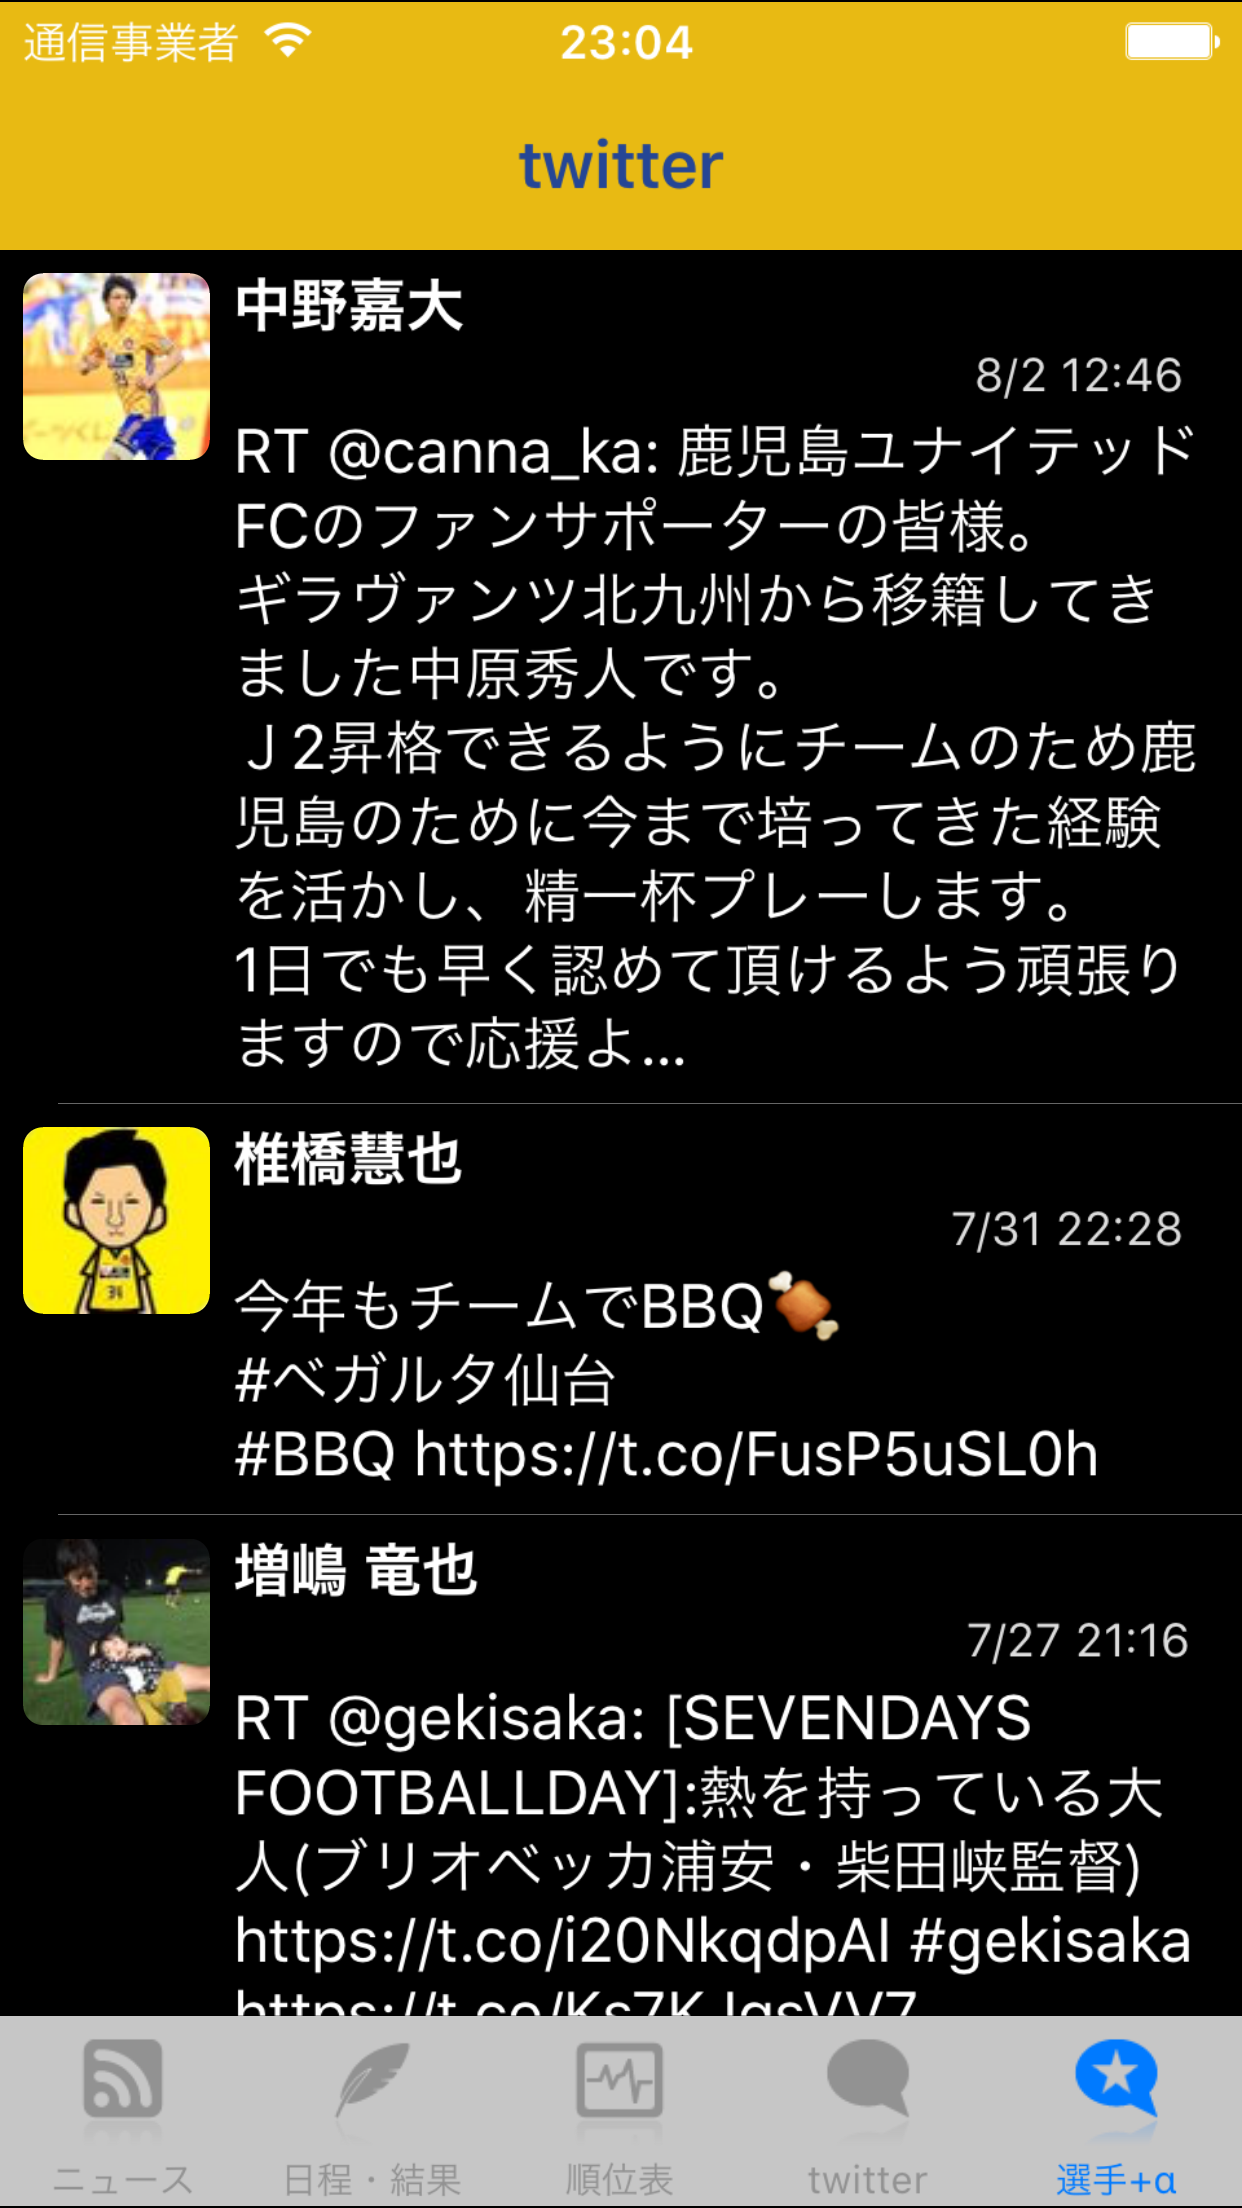 通信事業者 23:04
twitter
中野嘉大
8/2 12:46
RT @canna_ka: 鹿児島ユナイテッド
FCのファンサポーターの皆様。
ギラヴァンツ北九州から移籍してき
ました中原秀人です。
Ｊ2昇格できるようにチームのため鹿
児島のために今まで培ってきた経験
を活かし、精一杯プレーします。
1日でも早く認めて頂けるよう頑張り
ますので応援よ…
椎橋慧也
7/31 22:28
今年もチームでBBQ🍖
#ベガルタ仙台
#BBQ https://t.co/FusP5uSL0h
増嶋 竜也
7/27 21:16
RT @gekisaka: [SEVENDAYS
FOOTBALLDAY]:熱を持っている大
人(ブリオベッカ浦安・柴田峡監督)
https://t.co/i20NkqdpAI #gekisaka
ニュース 日程・結果 順位表 twitter 選手+α